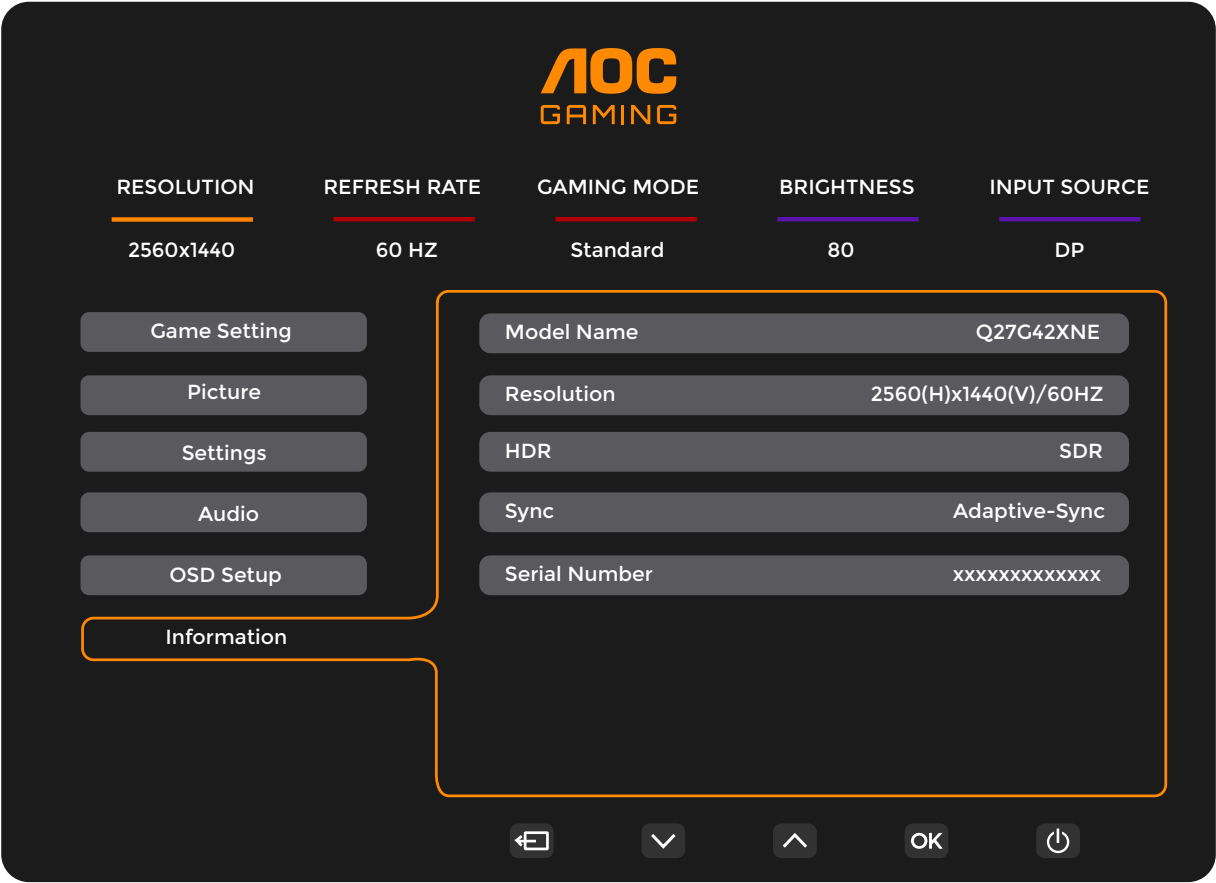 AOC
GAMING
RESOLUTION REFRESH RATE GAMING MODE BRIGHTNESS INPUT SOURCE
2560x1440 60 HZ Standard 80 DP
Game Setting
Picture
Settings
Audio
OSD Setup
Information
Model Name Q27G42XNE
Resolution 2560(H)x1440(V)/60HZ
HDR SDR
Sync Adaptive-Sync
Serial Number xxxxxxxxxxxxx
OK